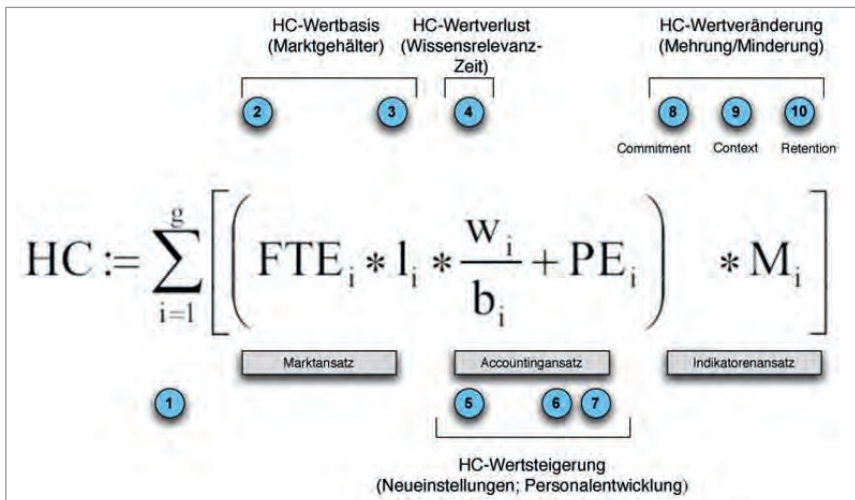 HC-Wertbasis
(Marktgehälter)
HC-Wertverlust
(Wissensrelevanz-
Zeit)
HC-Wertveränderung
(Mehrung/Minderung)
2 3 4 8 9 10
Commitment Context Retention
g
HC := ∑ [ ( FTE_i * l_i * w_i / b_i + PE_i ) * M_i ]
i=1
Marktansatz Accountingansatz Indikatorenansatz
1 5 6 7
HC-Wertsteigerung
(Neueinstellungen; Personalentwicklung)